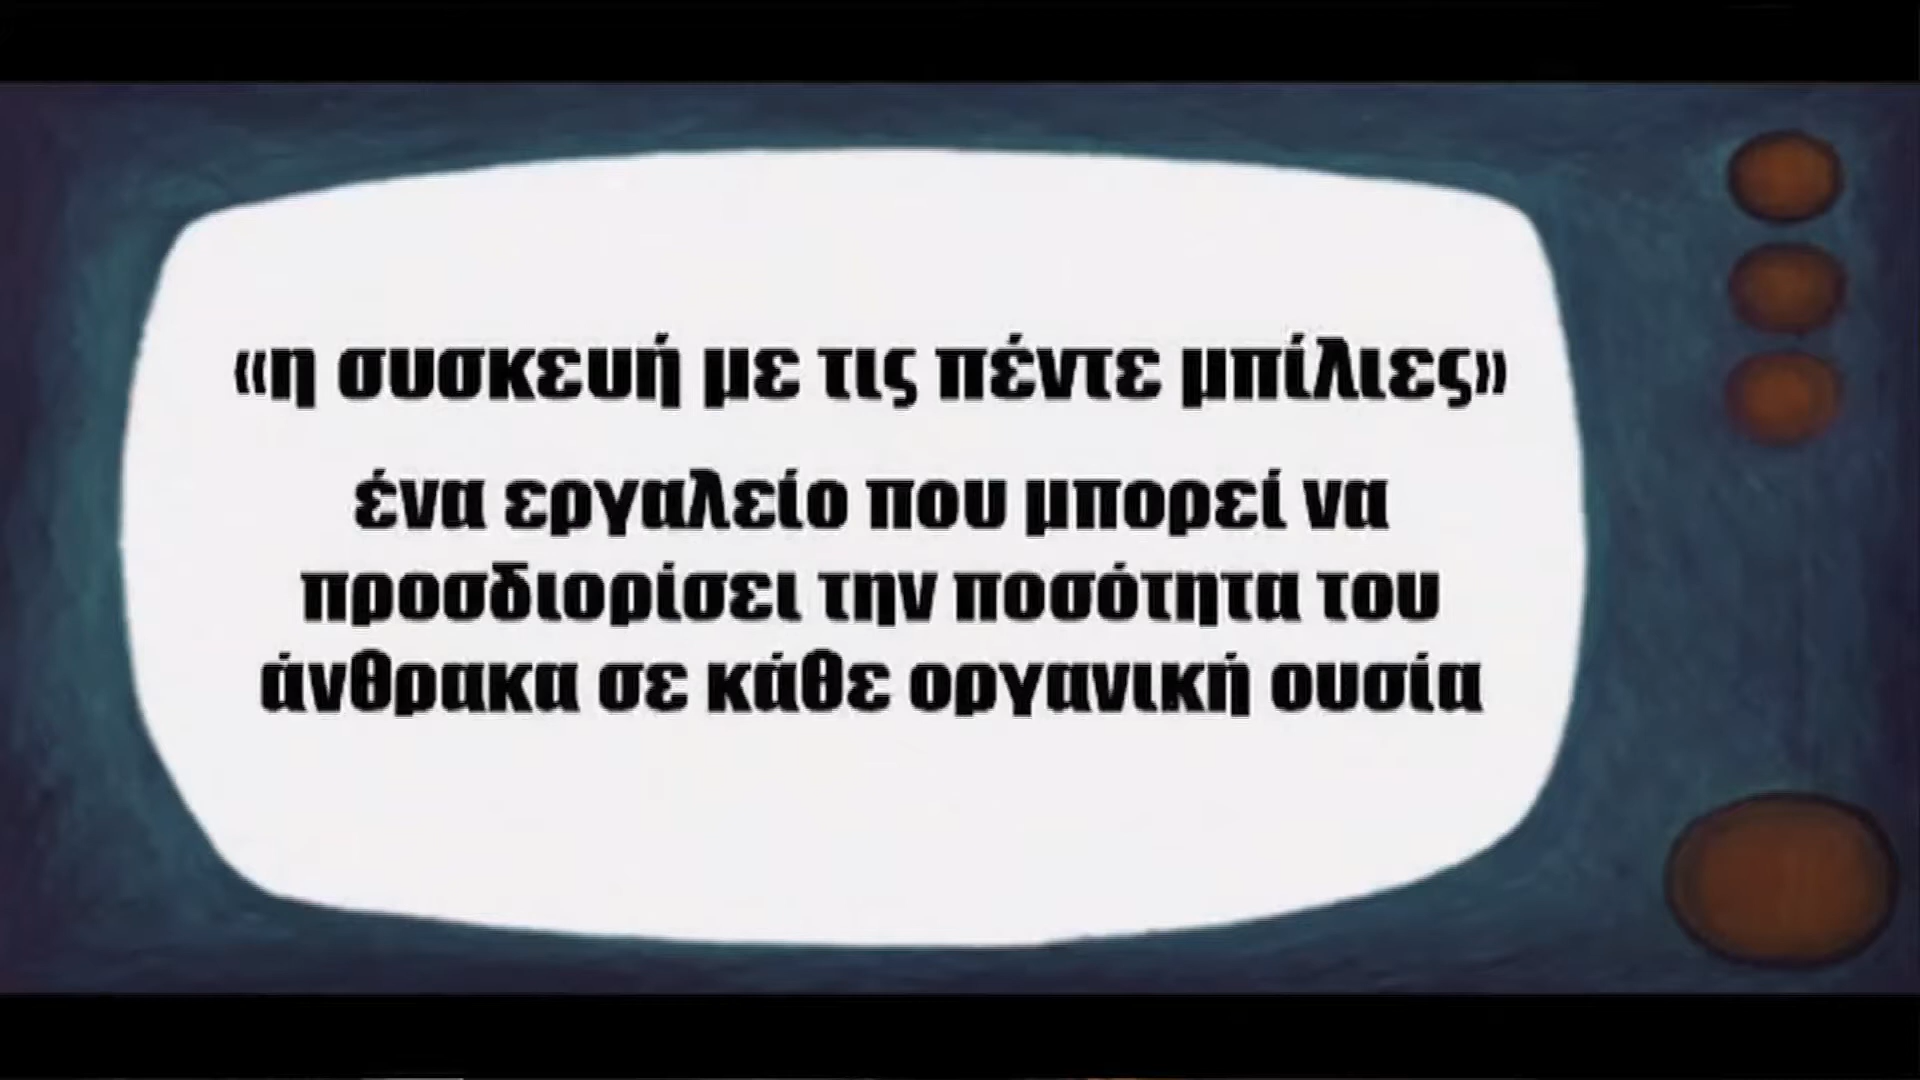 «η συσκευή με τις πέντε μπίλιες»
ένα εργαλείο που μπορεί να
προσδιορίσει την ποσότητα του
άνθρακα σε κάθε οργανική ουσία